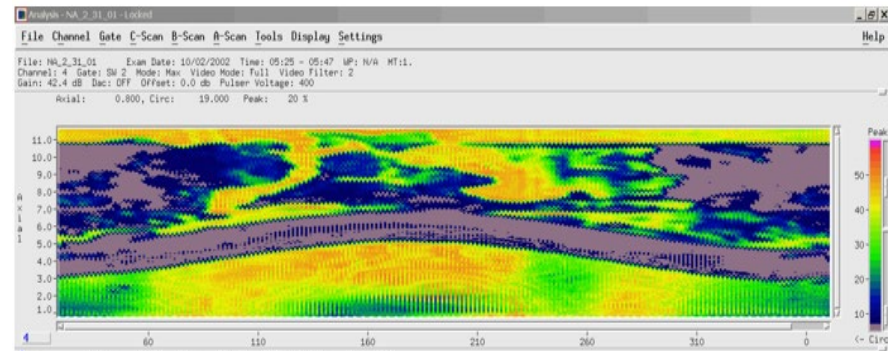 Analysis - NA_2_31_01 - Locked
File Channel Gate C-Scan B-Scan A-Scan Tools Display Settings Help
File: NA_2_31_01 Exam Date: 10/02/2002 Time: 05:25 - 05:47 WP: N/A MT:1.
Channel: 4 Gate: SW 2 Mode: Max Video Mode: Full Video Filter: 2
Gain: 42.4 dB Dac: OFF Offset: 0.0 db Pulser Voltage: 400
Axial: 0.800, Circ: 19.000 Peak: 20 %
Peak
11.0
10.0
9.0
8.0
7.0
6.0
5.0
4.0
3.0
2.0
1.0
Axial
50
40
30
20
10
4
60 110 160 210 260 310 0
<- Circ